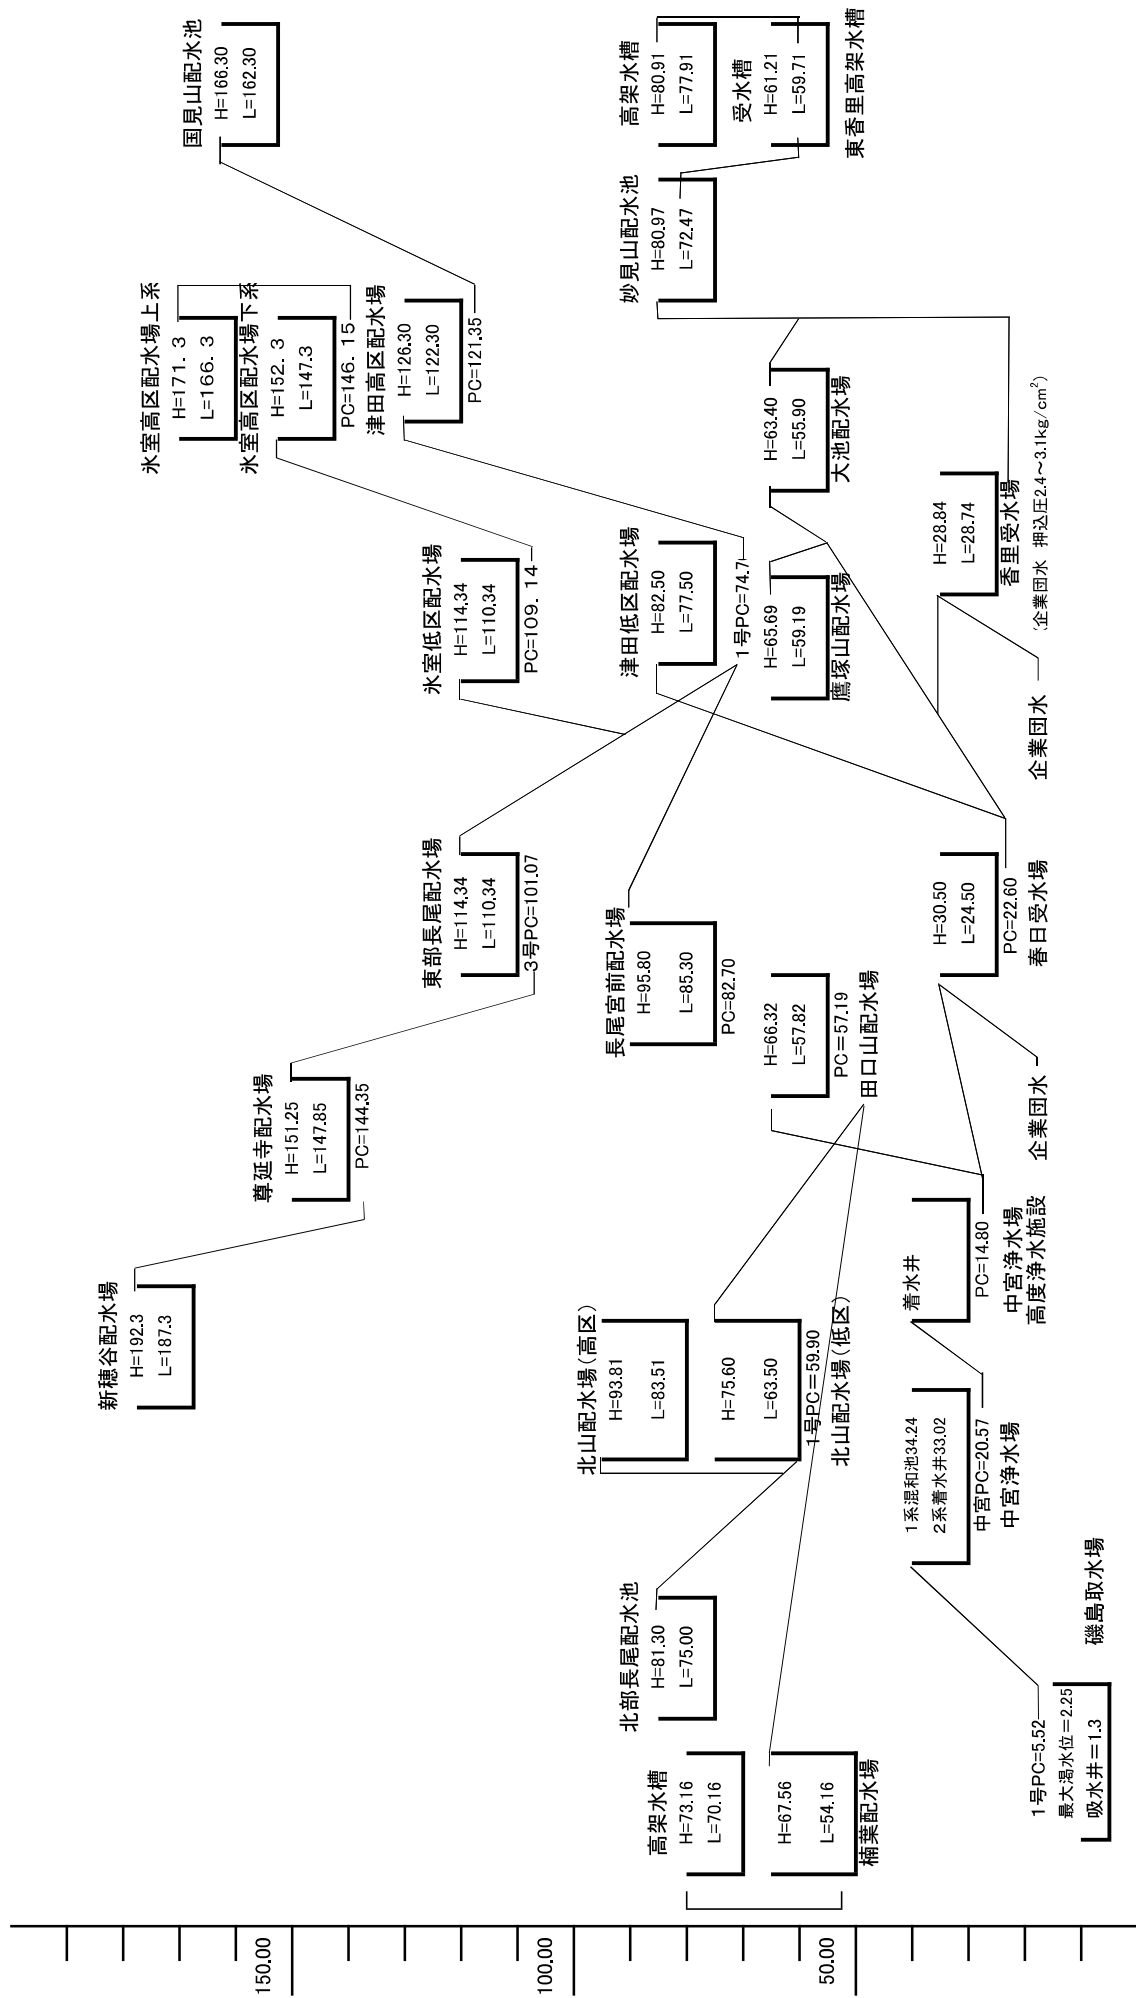 150.00
100.00
50.00
高架水槽
H=73.16
L=70.16
H=67.56
L=54.16
楠葉配水場
北部長尾配水池
H=81.30
L=75.00
1号PC=5.52
最大渇水位=2.25
吸水井=1.3
磯島取水場
新穂谷配水場
H=192.3
L=187.3
北山配水場(高区)
H=93.81
L=83.51
H=75.60
L=63.50
1号PC=59.90
北山配水場(低区)
1系混和池34.24
2系着水井33.02
中宮PC=20.57
中宮浄水場
着水井
PC=14.80
中宮浄水場
高度浄水施設
尊延寺配水場
H=151.25
L=147.85
PC=144.35
企業団水
東部長尾配水場
H=114.34
L=110.34
3号PC=101.07
長尾宮前配水場
H=95.80
L=85.30
PC=82.70
H=66.32
L=57.82
PC=57.19
田口山配水場
H=30.50
L=24.50
PC=22.60
春日受水場
企業団水
氷室低区配水場
H=114.34
L=110.34
PC=109.14
津田低区配水場
H=82.50
L=77.50
1号PC=74.7
H=65.69
L=59.19
鷹塚山配水場
H=28.84
L=28.74
香里受水場
(企業団水 押込圧2.4~3.1kg/cm²)
氷室高区配水場上系
H=171.3
L=166.3
氷室高区配水場下系
H=152.3
L=147.3
PC=146.15
津田高区配水場
H=126.30
L=122.30
PC=121.35
H=63.40
L=55.90
大池配水場
国見山配水池
H=166.30
L=162.30
妙見山配水池
H=80.97
L=72.47
高架水槽
H=80.91
L=77.91
受水槽
H=61.21
L=59.71
東香里高架水槽